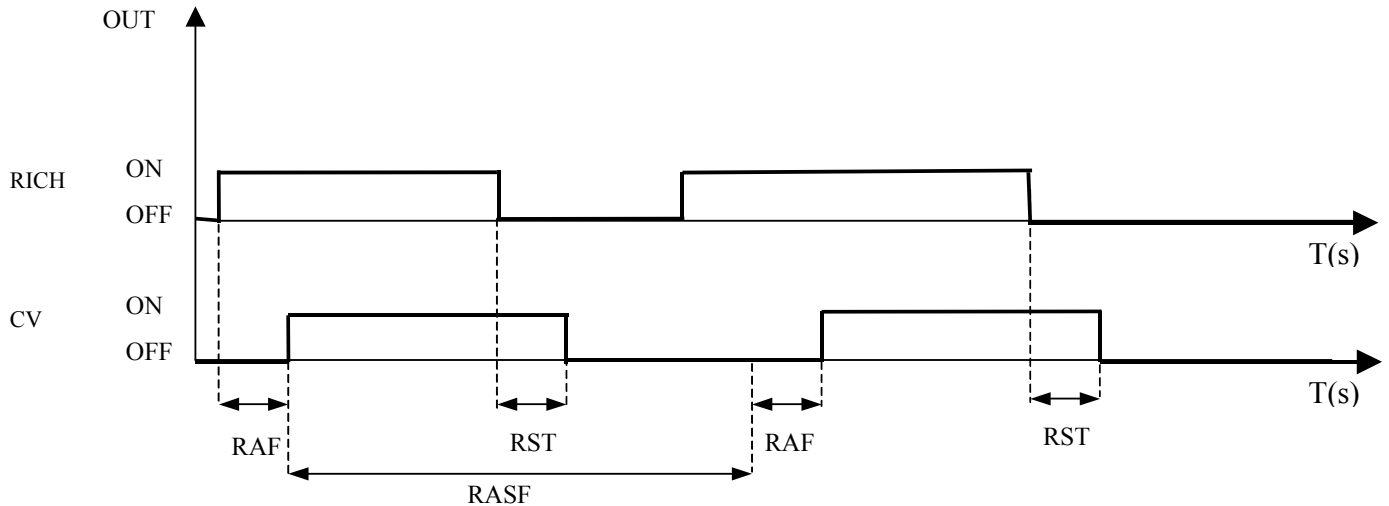 OUT
RICH
ON
OFF
T(s)
CV
ON
OFF
T(s)
RAF
RST
RAF
RST
RASF